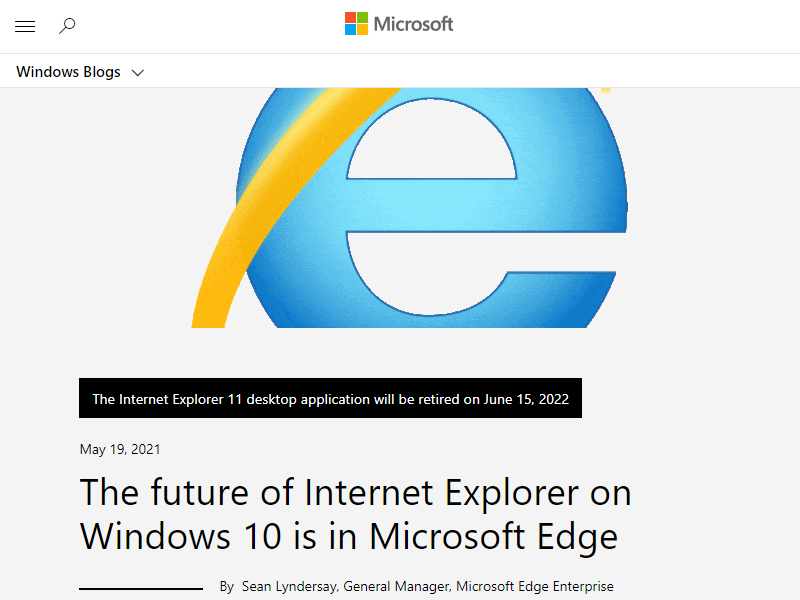 Microsoft
Windows Blogs
The Internet Explorer 11 desktop application will be retired on June 15, 2022
May 19, 2021
The future of Internet Explorer on
Windows 10 is in Microsoft Edge
By Sean Lyndersay, General Manager, Microsoft Edge Enterprise